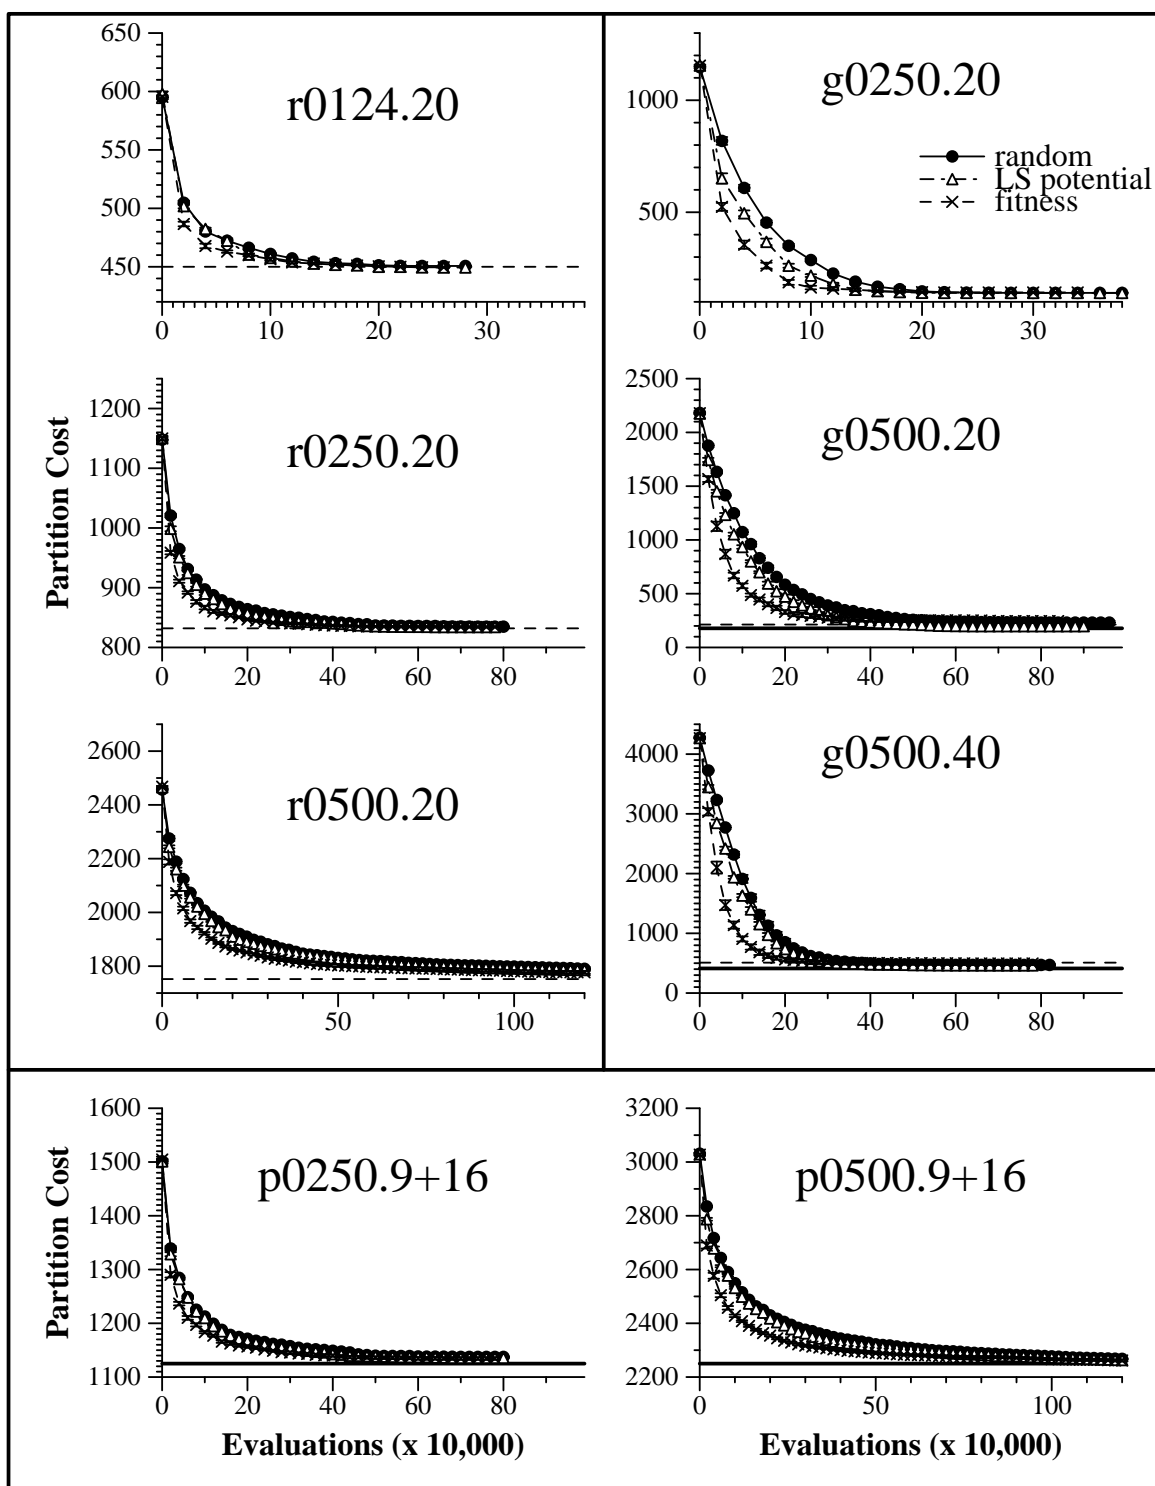 650
600
550
500
450
0 10 20 30
r0124.20
1000
500
0 10 20 30
g0250.20
random
LS potential
fitness
Partition Cost
1200
1100
1000
900
800
0 20 40 60 80
r0250.20
2500
2000
1500
1000
500
0
0 20 40 60 80
g0500.20
2600
2400
2200
2000
1800
0 50 100
r0500.20
4000
3000
2000
1000
0
0 20 40 60 80
g0500.40
Partition Cost
1600
1500
1400
1300
1200
1100
0 20 40 60 80
p0250.9+16
Evaluations (x 10,000)
3200
3000
2800
2600
2400
2200
0 50 100
p0500.9+16
Evaluations (x 10,000)